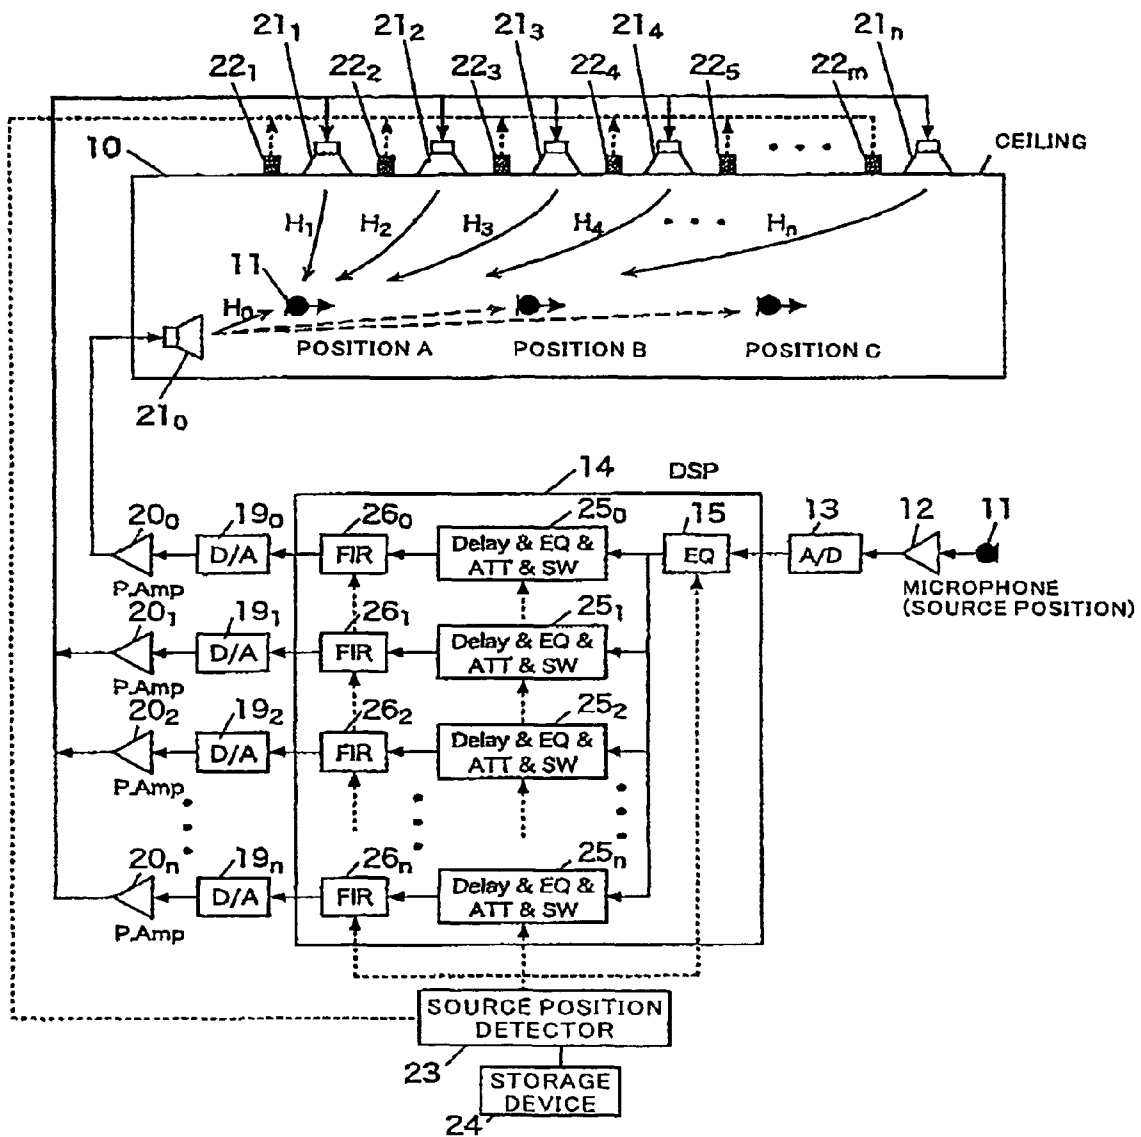 21₁ 21₂ 21₃ 21₄ 21ₙ
22₁ 22₂ 22₃ 22₄ 22₅ 22ₘ
10 CEILING
H₁ H₂ H₃ H₄ Hₙ
11
H₀
POSITION A POSITION B POSITION C
21₀
14 DSP
20₀ 19₀ 26₀ 25₀ 15 13 12 11
D/A FIR Delay & EQ & ATT & SW EQ A/D
P.Amp
MICROPHONE
(SOURCE POSITION)
20₁ 19₁ 26₁ 25₁
D/A FIR Delay & EQ & ATT & SW
P.Amp
20₂ 19₂ 26₂ 25₂
D/A FIR Delay & EQ & ATT & SW
P.Amp
20ₙ 19ₙ 26ₙ 25ₙ
D/A FIR Delay & EQ & ATT & SW
P.Amp
SOURCE POSITION
DETECTOR
23
STORAGE
DEVICE
24